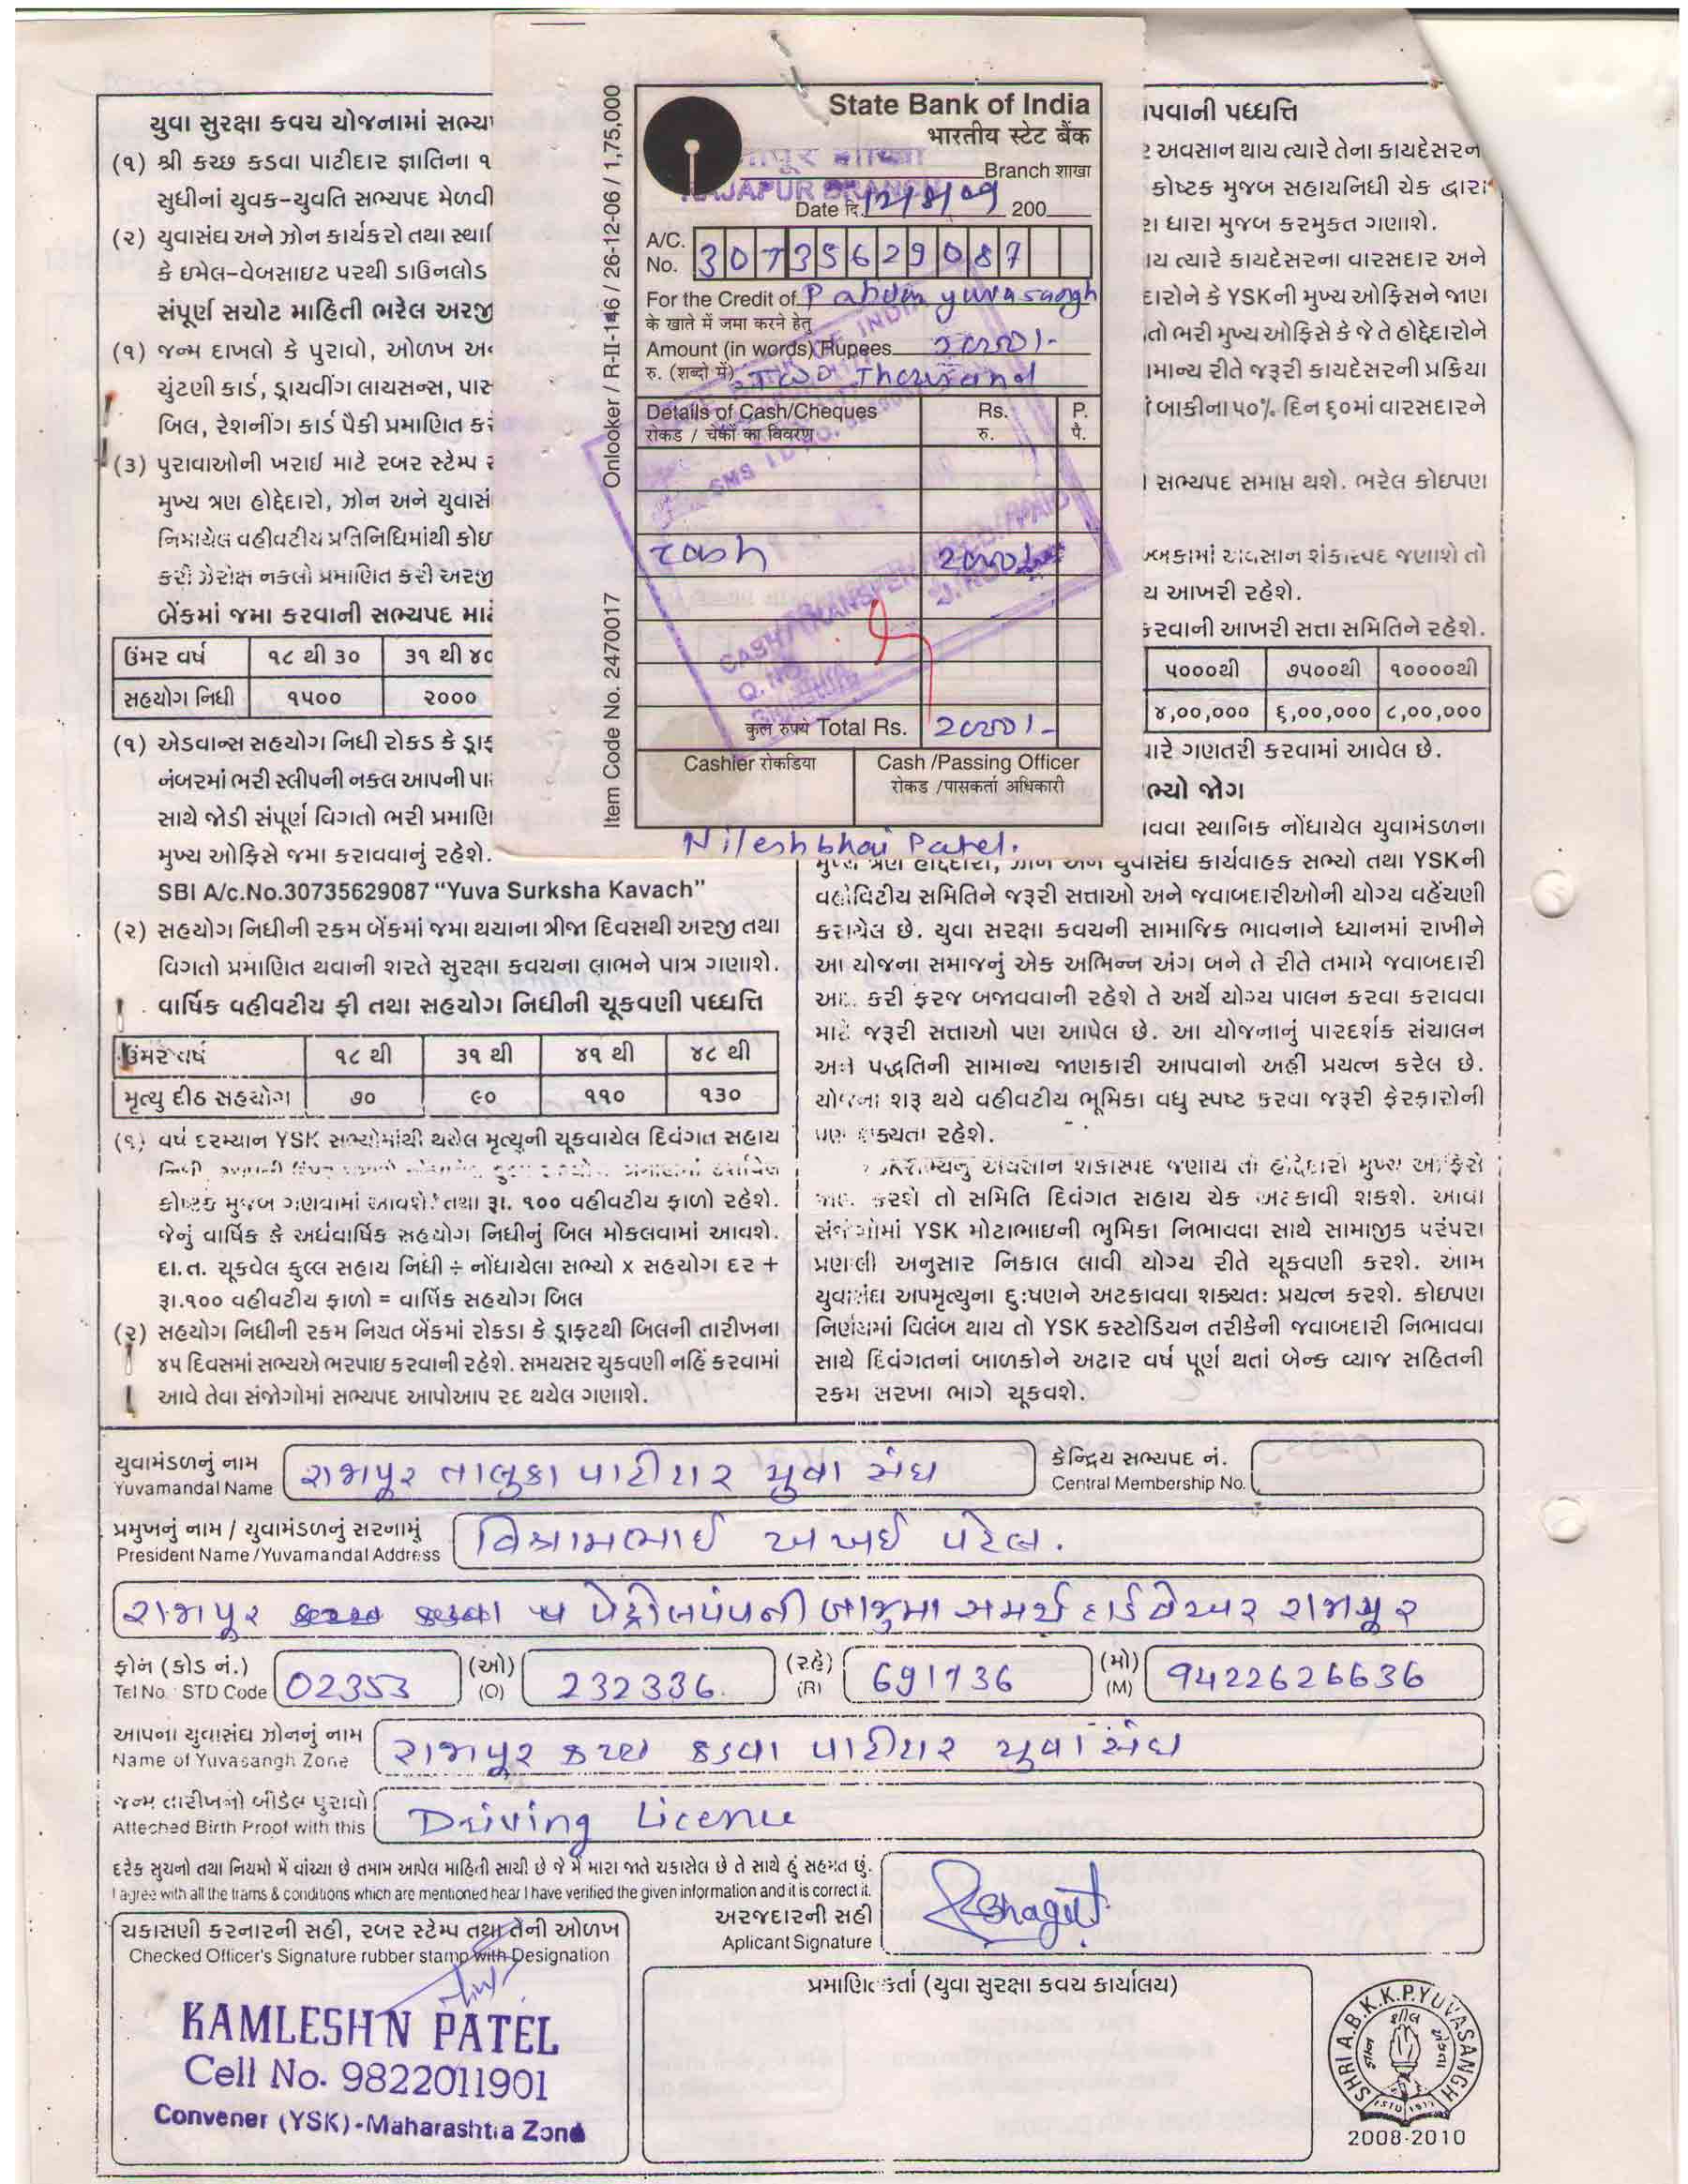 યુવા સુરક્ષા કવચ યોજનામાં સભ્ય
(૧) શ્રી કચ્છ કડવા પાટીદાર જ્ઞાતિના ૧
સુધીનાં યુવક-યુવતિ સભ્યપદ મેળવી
(૨) યુવાસંઘ અને ઝોન કાર્યકરો તથા
કે ઇમેલ-વેબસાઇટ પરથી ડાઉનલોડ
સંપૂર્ણ સચોટ માહિતી ભરેલ અરજી
(૧) જન્મ દાખલો કે પુરાવો, ઓળખ
ચુંટણી કાર્ડ, ડ્રાયવીંગ લાયસન્સ, પાસ
બિલ, રેશનીંગ કાર્ડ પૈકી પ્રમાણિત
(૩) પુરાવાઓની ખરાઇ માટે રબર સ્ટેમ્પ
મુખ્ય ત્રણ હોદ્દેદારો, ઝોન અને યુવાસં
નિમાયેલ વહીવટીય પ્રતિનિધિમાંથી કોઇ
કરી ઝેરોક્ષ નકલો પ્રમાણિત કરી અરજી
બેંકમાં જમા કરવાની સભ્યપદ
ઉંમર વર્ષ ૧૮ થી ૩૦ ૩૧ થી ૪૦
સહયોગ નિધી ૧૫૦૦ ૨૦૦૦
(૧) એડવાન્સ સહયોગ નિધી રોકડ કે
નંબરમાં ભરી સ્લીપની નકલ આપની
સાથે જોડી સંપૂર્ણ વિગતો ભરી પ્રમાણિ
મુખ્ય ઓફિસે જમા કરાવવાનું રહેશે.
SBI A/c.No.30735629087 “Yuva Surksha Kavach”
(૨) સહયોગ નિધીની રકમ બેંકમાં જમા થયાના ત્રીજા દિવસથી અરજી તથા
વિગતો પ્રમાણિત થવાની શરતે સુરક્ષા કવચના લાભને પાત્ર ગણાશે.
વાર્ષિક વહીવટીય ફી તથા સહયોગ નિધીની ચૂકવણી પધ્ધતિ
ઉંમર વર્ષ ૧૮ થી ૩૧ થી ૪૧ થી ૪૮ થી
મૃત્યુ દીઠ સહયોગ ૭૦ ૯૦ ૧૧૦ ૧૩૦
(૧) વર્ષ દરમ્યાન YSK સભ્યોમાંથી થયેલ મૃત્યુની ચૂકવાયેલ દિવંગત સહાય
કોષ્ટક મુજબ ગણવામાં આવશે. તથા રૂા. ૧૦૦ વહીવટીય ફાળો રહેશે.
જેનું વાર્ષિક કે અર્ધવાર્ષિક સહયોગ નિધીનું બિલ મોકલવામાં આવશે.
દા.ત. ચૂકવેલ કુલ્લ સહાય નિધી ÷ નોંધાયેલા સભ્યો x સહયોગ દર +
રૂા.૧૦૦ વહીવટીય ફાળો = વાર્ષિક સહયોગ બિલ
(૨) સહયોગ નિધીની રકમ નિયત બેંકમાં રોકડા કે ડ્રાફટથી બિલની તારીખના
૪૫ દિવસમાં સભ્યએ ભરપાઇ કરવાની રહેશે. સમયસર ચુકવણી નહિં કરવામાં
આવે તેવા સંજોગોમાં સભ્યપદ આપોઆપ રદ થયેલ ગણાશે.
Item Code No. 2470017 Onlooker / R-II-146 / 26-12-06 / 1,75,000
State Bank of India
भारतीय स्टेट बैंक
RAJAPUR BRANCH
Branch शाखा
Date दि. 12/8/09 200
A/C. No. 30735629087
For the Credit of yuvasangh
के खाते में जमा करने हेतु
Amount (in words) Rupees 2000/-
रु. (शब्दों में) Two Thousand
Details of Cash/Cheques Rs. P.
रोकड / चेकों का विवरण रु. पै.
cash 2000/-
कुल रुपये Total Rs. 2000/-
Cashier रोकडिया Cash /Passing Officer
रोकड /पासकर्ता अधिकारी
Nileshbhai Patel.
પવાની પધ્ધતિ
અવસાન થાય ત્યારે તેના કાયદેસરન
કોષ્ટક મુજબ સહાયનિધી ચેક દ્વારા
રા ધારા મુજબ કરમુકત ગણાશે.
ાય ત્યારે કાયદેસરના વારસદાર અને
દારોને કે YSKની મુખ્ય ઓફિસને જાણ
તો ભરી મુખ્ય ઓફિસે કે જે તે હોદ્દેદારોને
ામાન્ય રીતે જરૂરી કાયદેસરની પ્રક્રિયા
બાકીના ૫૦% દિન ૬૦માં વારસદારને
સભ્યપદ સમાપ્ત થશે. ભરેલ કોઇપણ
અવસાન શંકાસ્પદ જણાશે તો
ય આખરી રહેશે.
કરવાની આખરી સત્તા સમિતિને રહેશે.
૫૦૦૦થી ૭૫૦૦થી ૧૦૦૦૦થી
૪,૦૦,૦૦૦ ૬,૦૦,૦૦૦ ૮,૦૦,૦૦૦
ારે ગણતરી કરવામાં આવેલ છે.
ભ્યો જોગ
ાવવા સ્થાનિક નોંધાયેલ યુવામંડળના
મુખ્ય ત્રણ હોદ્દેદારો, ઝોન અને યુવાસંઘ કાર્યવાહક સભ્યો તથા YSKની
વહીવિટીય સમિતિને જરૂરી સત્તાઓ અને જવાબદારીઓની યોગ્ય વહેંચણી
કરાયેલ છે. યુવા સરક્ષા કવચની સામાજિક ભાવનાને ધ્યાનમાં રાખીને
આ યોજના સમાજનું એક અભિન્ન અંગ બને તે રીતે તમામે જવાબદારી
કરી ફરજ બજાવવાની રહેશે તે અર્થે યોગ્ય પાલન કરવા કરાવવા
માટે જરૂરી સત્તાઓ પણ આપેલ છે. આ યોજનાનું પારદર્શક સંચાલન
અને પદ્ધતિની સામાન્ય જાણકારી આપવાનો અહીં પ્રયત્ન કરેલ છે.
યોજના શરૂ થયે વહીવટીય ભૂમિકા વધુ સ્પષ્ટ કરવા જરૂરી ફેરફારોની
પણ શક્યતા રહેશે.
અવસાન શંકાસ્પદ જણાય તો હોદ્દેદારો મુખ્ય ઓફિસે
જાણ કરશે તો સમિતિ દિવંગત સહાય ચેક અટકાવી શકશે. આવા
સંજોગોમાં YSK મોટાભાઇની ભુમિકા નિભાવવા સાથે સામાજીક પરંપરા
પ્રણાલી અનુસાર નિકાલ લાવી યોગ્ય રીતે ચૂકવણી કરશે. આમ
યુવાસંઘ અપમૃત્યુના દુઃષણને અટકાવવા શક્યતઃ પ્રયત્ન કરશે. કોઇપણ
નિર્ણયમાં વિલંબ થાય તો YSK કસ્ટોડિયન તરીકેની જવાબદારી નિભાવવા
સાથે દિવંગતનાં બાળકોને અઢાર વર્ષ પૂર્ણ થતાં બેન્ક વ્યાજ સહિતની
રકમ સરખા ભાગે ચૂકવશે.
યુવામંડળનું નામ રાજાપૂર તાલુકા પાટીદાર યુવા સંઘ કેન્દ્રિય સભ્યપદ નં.
Yuvamandal Name Central Membership No.
પ્રમુખનું નામ / યુવામંડળનું સરનામું વિશ્રામભાઈ અખઈ પટેલ.
President Name/Yuvamandal Address
રાજાપૂર પેટ્રોલપંપની બાજુમા સમર્થ હાર્ડવેઅર રાજાપૂર
ફોન (કોડ નં.) 02353 (ઓ) 232336 (રહે) 691136 (મો) 9422626636
Tel No. STD Code (O) (R) (M)
આપના યુવાસંઘ ઝોનનું નામ રાજાપૂર કચ્છ કડવા પાટીદાર યુવા સંઘ
Name of Yuvasangh Zone
જન્મ તારીખનો બીડેલ પુરાવો Driving Licence
Atteched Birth Proof with this
દરેક સુચનો તથા નિયમો મેં વાંચ્યા છે તમામ આપેલ માહિતી સાચી છે જે મેં મારા જાતે ચકાસેલ છે તે સાથે હું સહમત છું.
I agree with all the trams & conditions which are mentioned hear I have verified the given information and it is correct it.
અરજદારની સહી
Aplicant Signature
ચકાસણી કરનારની સહી, રબર સ્ટેમ્પ તથા તેની ઓળખ
Checked Officer's Signature rubber stamp with Designation
KAMLESH N PATEL
Cell No. 9822011901
Convener (YSK)-Maharashtra Zone
પ્રમાણિત કર્તા (યુવા સુરક્ષા કવચ કાર્યાલય)
SHRI A.B.K.K.P. YUVASANGH
2008-2010